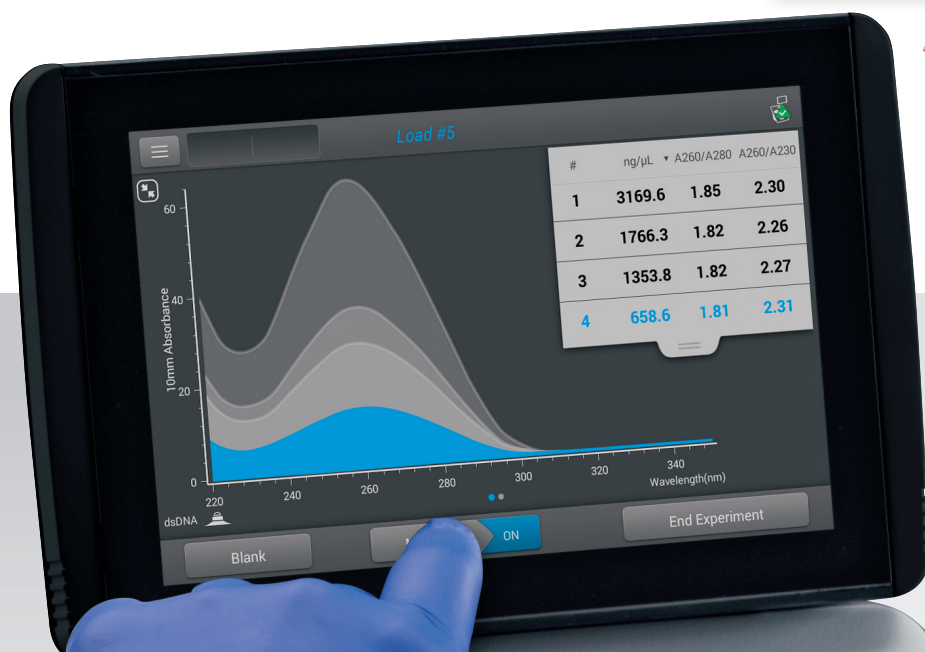 Load #5
# ng/µL ▼ A260/A280 A260/A230
1 3169.6 1.85 2.30
2 1766.3 1.82 2.26
3 1353.8 1.82 2.27
4 658.6 1.81 2.31
10mm Absorbance
60
40
20
0
220 240 260 280 300 320 340
Wavelength(nm)
dsDNA
Blank
ON
End Experiment